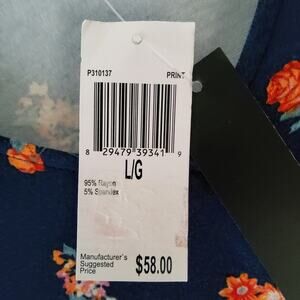 P310137 PRINT
8 29479 39341 9
L/G
95% Rayon
5% Spandex
Manufacturer's
Suggested
Price
$58.00